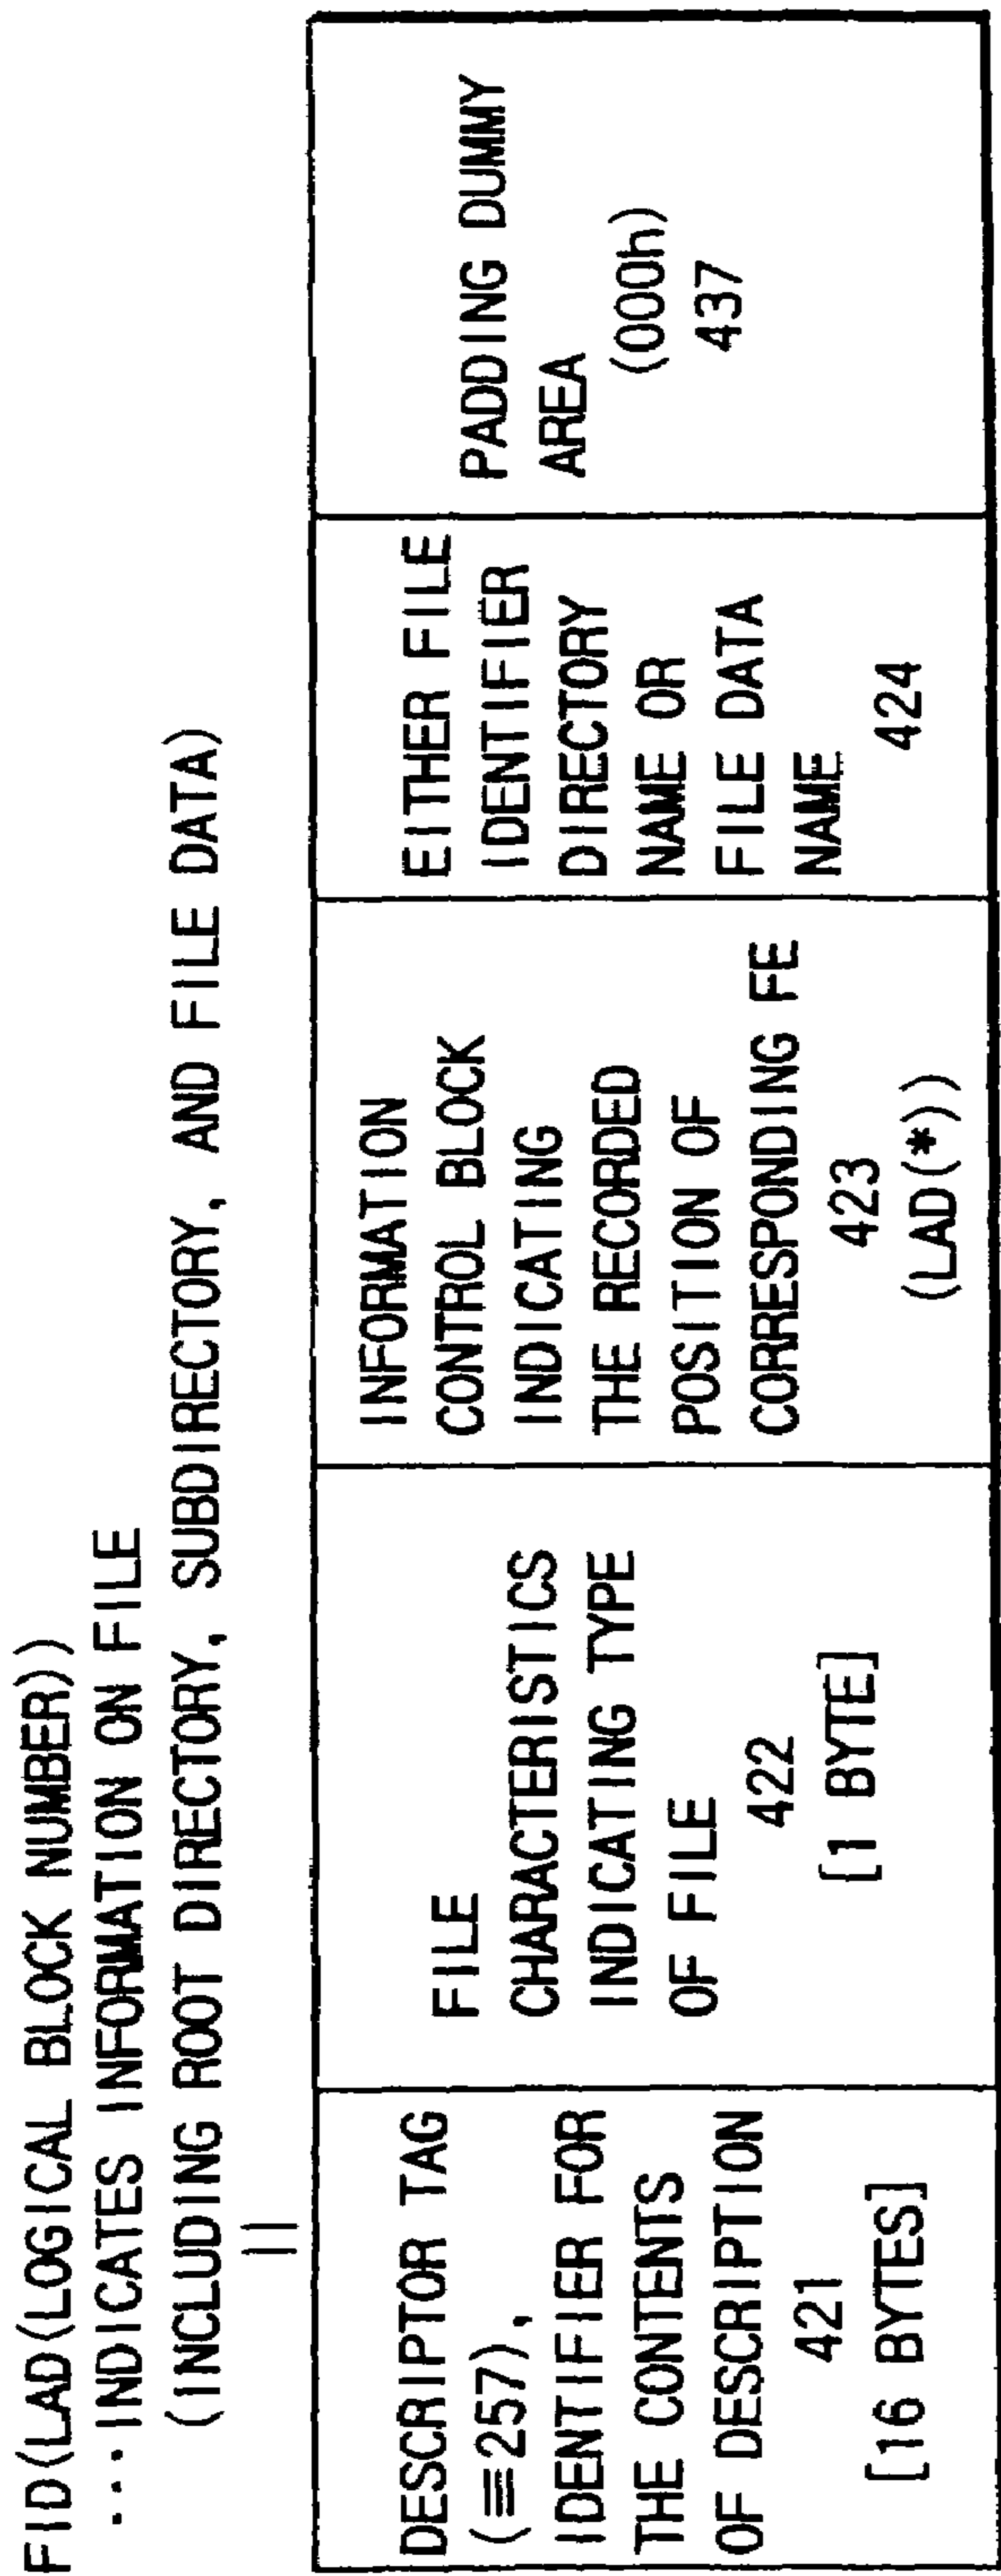 FID(LAD(LOGICAL BLOCK NUMBER))
··· INDICATES INFORMATION ON FILE
(INCLUDING ROOT DIRECTORY, SUBDIRECTORY, AND FILE DATA)
||
DESCRIPTOR TAG
(≡257),
IDENTIFIER FOR
THE CONTENTS
OF DESCRIPTION
421
[16 BYTES]
FILE
CHARACTERISTICS
INDICATING TYPE
OF FILE
422
[1 BYTE]
INFORMATION
CONTROL BLOCK
INDICATING
THE RECORDED
POSITION OF
CORRESPONDING FE
423
(LAD(*))
EITHER FILE
IDENTIFIER
DIRECTORY
NAME OR
FILE DATA
NAME
424
PADDING DUMMY
AREA
(000h)
437